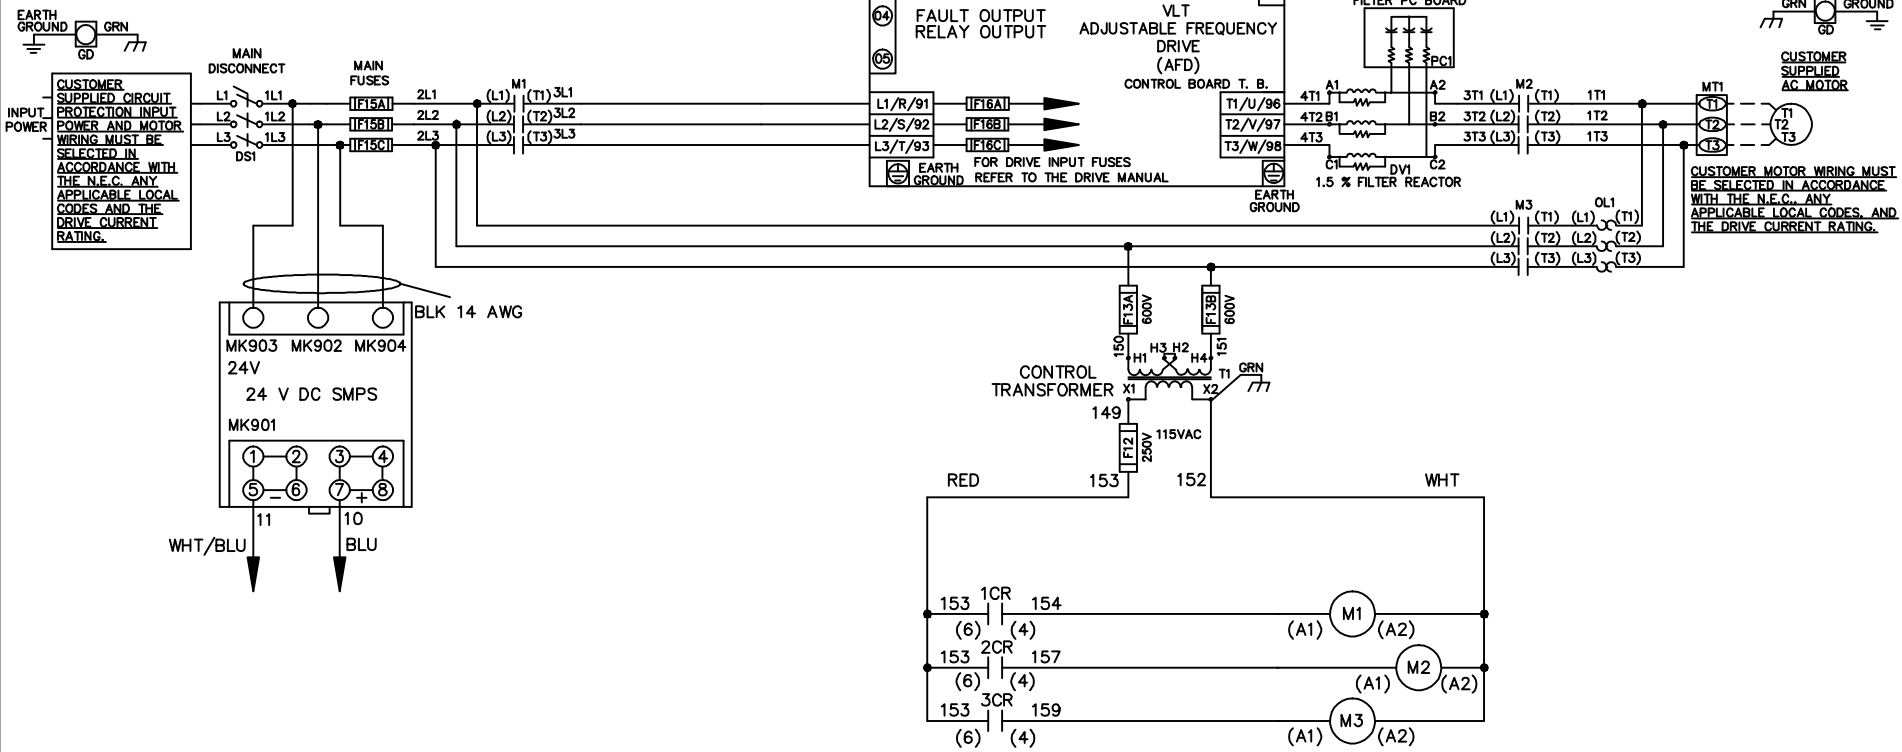 EARTH
GROUND
GRN
GD
MAIN
DISCONNECT
MAIN
FUSES
INPUT
POWER
CUSTOMER
SUPPLIED CIRCUIT
PROTECTION INPUT
POWER AND MOTOR
WIRING MUST BE
SELECTED IN
ACCORDANCE WITH
THE N.E.C. ANY
APPLICABLE LOCAL
CODES AND THE
DRIVE CURRENT
RATING.
L1 1L1 F15A 2L1 (L1) M1 (T1) 3L1
L2 1L2 F15B 2L2 (L2) (T2) 3L2
L3 1L3 F15C 2L3 (L3) (T3) 3L3
DS1
04
05
FAULT OUTPUT
RELAY OUTPUT
VLT
ADJUSTABLE FREQUENCY
DRIVE
(AFD)
CONTROL BOARD T. B.
L1/R/91 F16A T1/U/96
L2/S/92 F16B T2/V/97
L3/T/93 F16C T3/W/98
EARTH
GROUND
FOR DRIVE INPUT FUSES
REFER TO THE DRIVE MANUAL
EARTH
GROUND
FILTER PC BOARD
PC1
4T1 A1 A2 3T1 (L1) M2 (T1) 1T1
4T2 B1 B2 3T2 (L2) (T2) 1T2
4T3 C1 C2 3T3 (L3) (T3) 1T3
DV1
1.5 % FILTER REACTOR
GRN
GROUND
GD
CUSTOMER
SUPPLIED
AC MOTOR
MT1
T1
T2
T3
T1
T2
T3
CUSTOMER MOTOR WIRING MUST
BE SELECTED IN ACCORDANCE
WITH THE N.E.C., ANY
APPLICABLE LOCAL CODES, AND
THE DRIVE CURRENT RATING.
M3 OL1
(L1) (T1) (L1) (T1)
(L2) (T2) (L2) (T2)
(L3) (T3) (L3) (T3)
BLK 14 AWG
MK903 MK902 MK904
24V
24 V DC SMPS
MK901
1 2 3 4
5 - 6 7 + 8
11 10
WHT/BLU BLU
F13A
600V
F13B
600V
150
151
H1 H3 H2 H4
CONTROL
TRANSFORMER
T1
GRN
X1 X2
149
F12
250V
115VAC
153 152
RED WHT
153 1CR 154 M1
(6) (4) (A1) (A2)
153 2CR 157 M2
(6) (4) (A1) (A2)
153 3CR 159 M3
(6) (4) (A1) (A2)